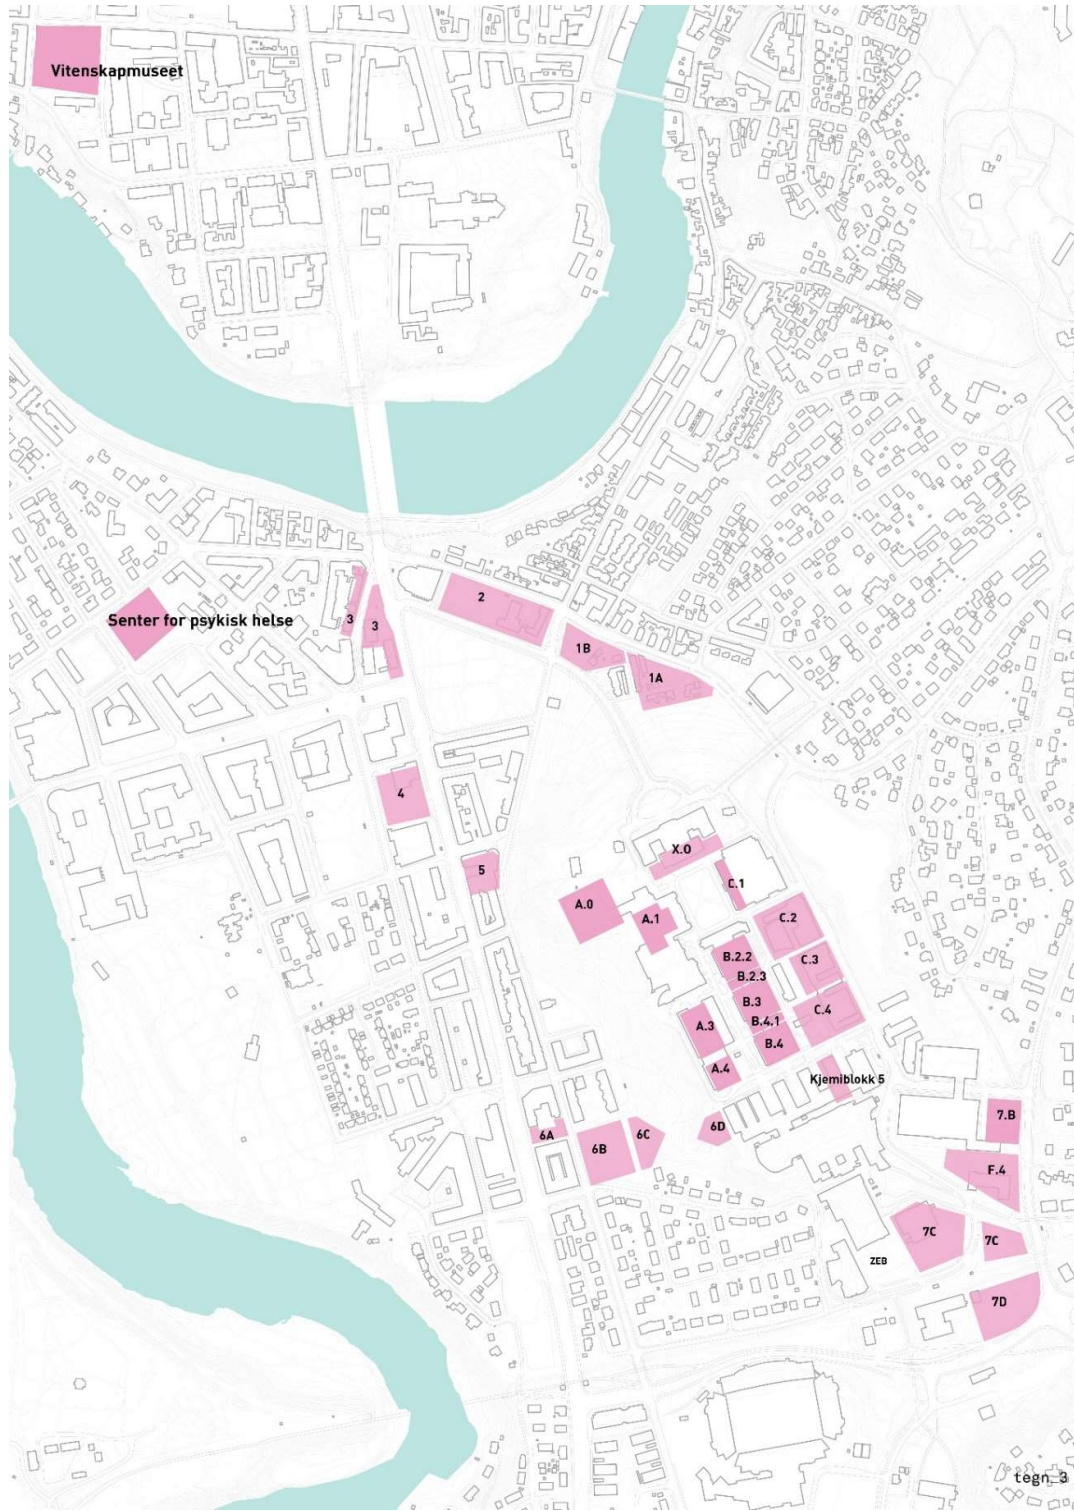 Vitenskapmuseet
2
Senter for psykisk helse
3
3
1B
1A
4
X.0
5
C.1
A.0
A.1
C.2
B.2.2
C.3
B.2.3
B.3
C.4
B.4.1
A.3
B.4
A.4
Kjemiblokk 5
7.B
6D
6A
6C
6B
F.4
7C
7C
ZEB
7D
tegn_3